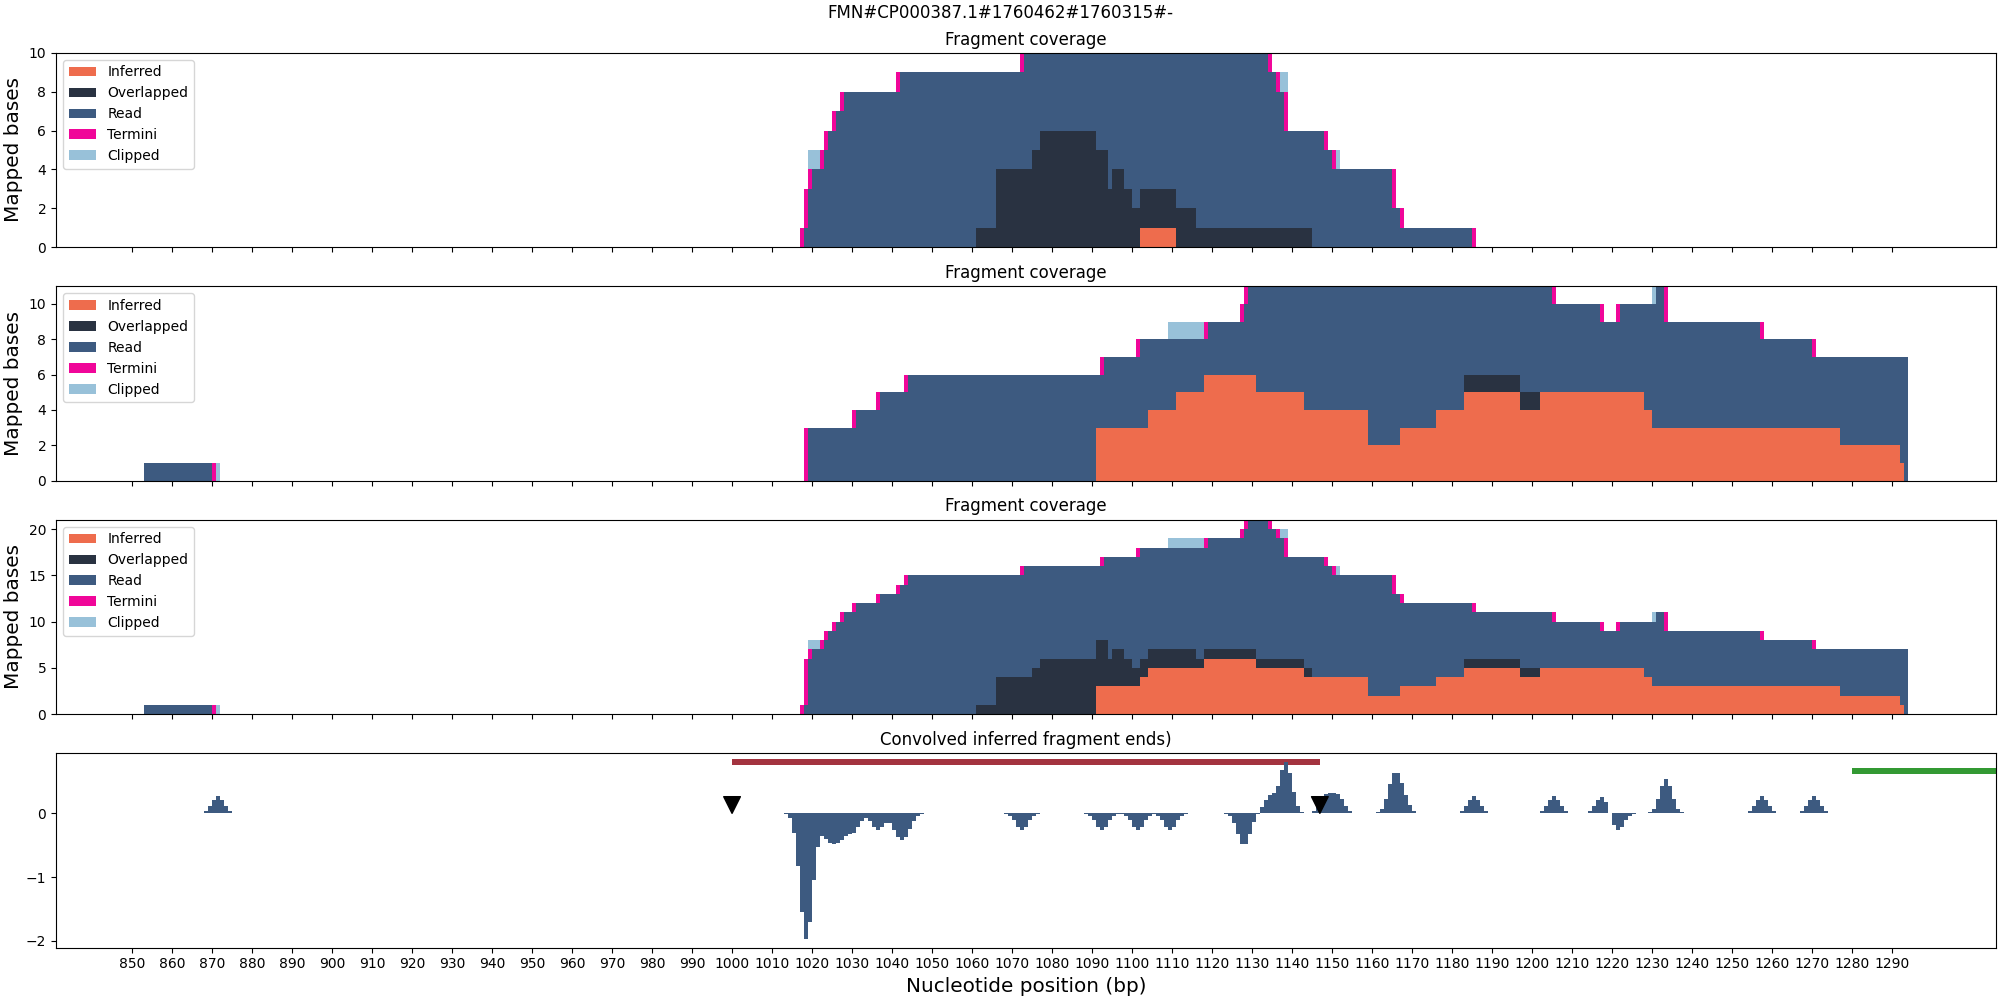 FMN#CP000387.1#1760462#1760315#-
Fragment coverage
Mapped bases
10
8
6
4
2
0
Inferred
Overlapped
Read
Termini
Clipped
Fragment coverage
Mapped bases
10
8
6
4
2
0
Inferred
Overlapped
Read
Termini
Clipped
Fragment coverage
Mapped bases
20
15
10
5
0
Inferred
Overlapped
Read
Termini
Clipped
Convolved inferred fragment ends)
0
−1
−2
850 860 870 880 890 900 910 920 930 940 950 960 970 980 990 1000 1010 1020 1030 1040 1050 1060 1070 1080 1090 1100 1110 1120 1130 1140 1150 1160 1170 1180 1190 1200 1210 1220 1230 1240 1250 1260 1270 1280 1290
Nucleotide position (bp)